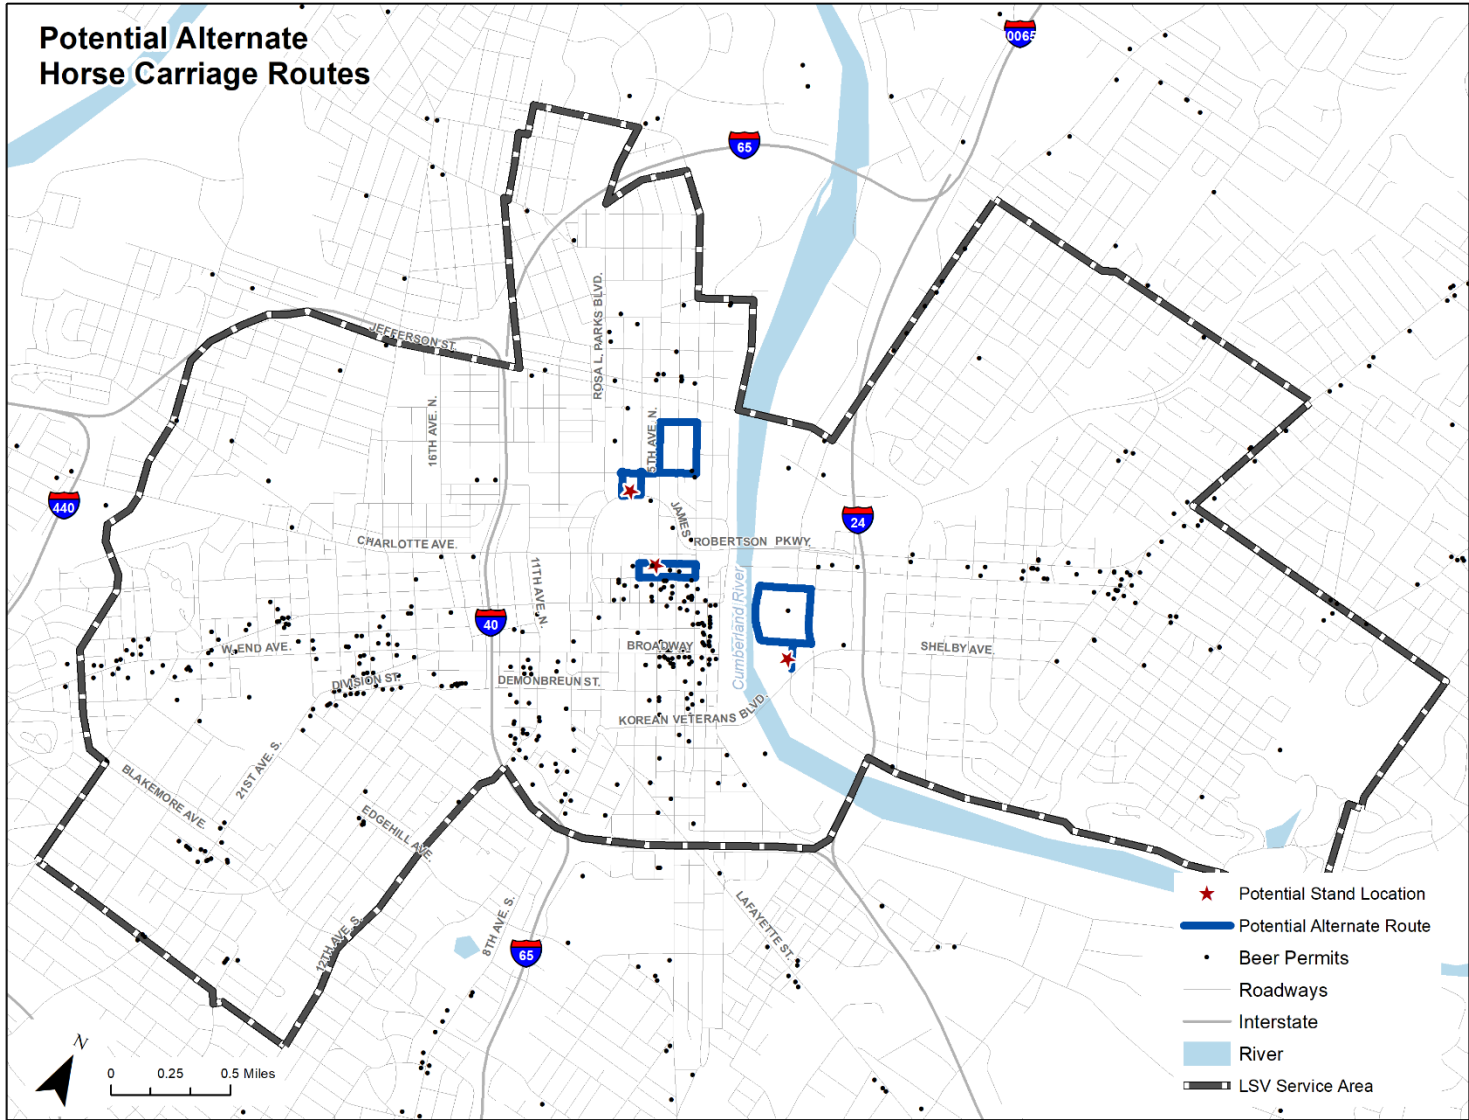 Potential Alternate
Horse Carriage Routes
0065
65
JEFFERSON ST.
ROSA L. PARKS BLVD.
16TH AVE. N.
5TH AVE. N.
440
24
JAMES
ROBERTSON PKWY.
CHARLOTTE AVE.
11TH AVE. N.
40
Cumberland River
W. END AVE.
BROADWAY
SHELBY AVE.
DIVISION ST.
DEMONBREUN ST.
KOREAN VETERANS BLVD.
21ST AVE. S.
BLAKEMORE AVE.
EDGEHILL AVE.
12TH AVE. S.
8TH AVE. S.
65
LAFAYETTE ST.
Potential Stand Location
Potential Alternate Route
Beer Permits
Roadways
Interstate
River
LSV Service Area
N
0 0.25 0.5 Miles